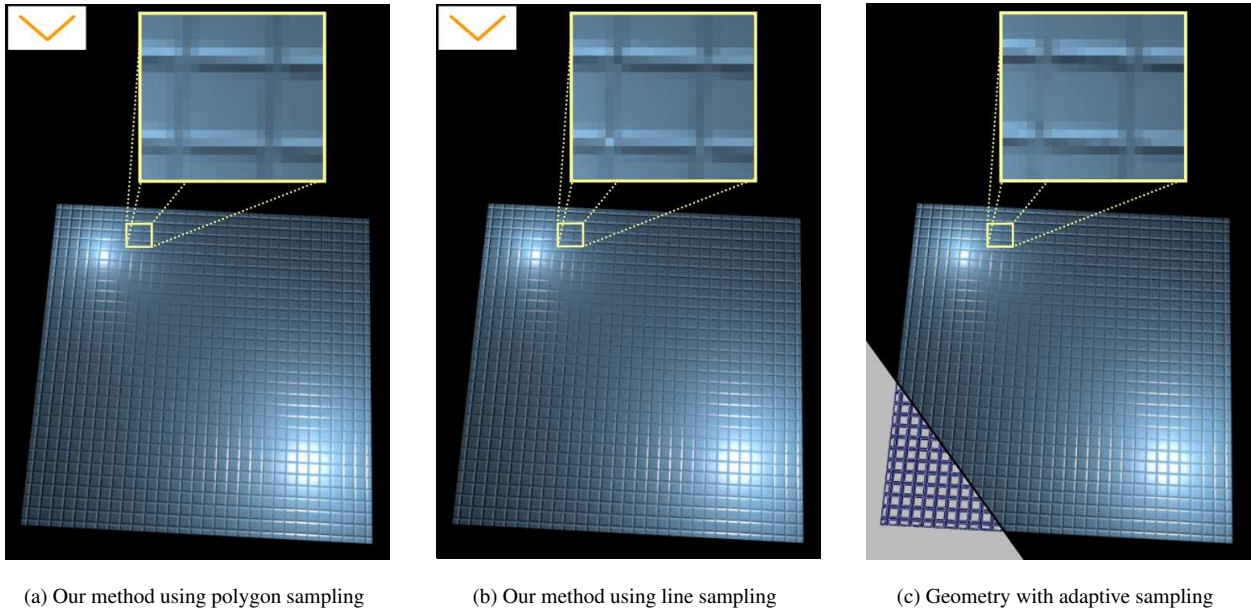 (a) Our method using polygon sampling
(b) Our method using line sampling
(c) Geometry with adaptive sampling